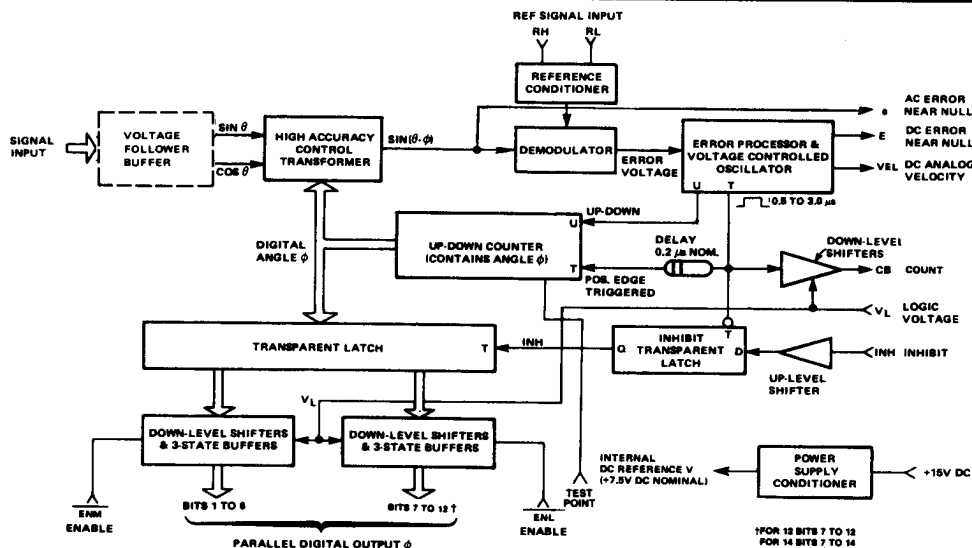 REF SIGNAL INPUT
RH RL
REFERENCE
CONDITIONER
SIGNAL
INPUT
VOLTAGE
FOLLOWER
BUFFER
SIN θ
COS θ
HIGH ACCURACY
CONTROL
TRANSFORMER
SIN(θ-ϕ)
DEMODULATOR
ERROR
VOLTAGE
ERROR PROCESSOR &
VOLTAGE CONTROLLED
OSCILLATOR
U T
e AC ERROR
NEAR NULL
E DC ERROR
NEAR NULL
VEL DC ANALOG
VELOCITY
0.5 TO 3.0 μs
UP-DOWN
DIGITAL
ANGLE ϕ
U
UP-DOWN COUNTER
(CONTAINS ANGLE ϕ)
T
DELAY
0.2 μs NOM.
POS. EDGE
TRIGGERED
DOWN-LEVEL
SHIFTERS
CB COUNT
VL LOGIC
VOLTAGE
TRANSPARENT LATCH
T
INH
T
Q
INHIBIT
TRANSPARENT
LATCH
D
INH INHIBIT
UP-LEVEL
SHIFTER
VL
DOWN-LEVEL SHIFTERS
& 3-STATE BUFFERS
DOWN-LEVEL SHIFTERS
& 3-STATE BUFFERS
ENM
ENABLE
BITS 1 TO 6
BITS 7 TO 12 †
ENL
ENABLE
TEST
POINT
PARALLEL DIGITAL OUTPUT ϕ
INTERNAL
DC REFERENCE V
(+7.5V DC NOMINAL)
POWER
SUPPLY
CONDITIONER
+15V DC
†FOR 12 BITS 7 TO 12
FOR 14 BITS 7 TO 14